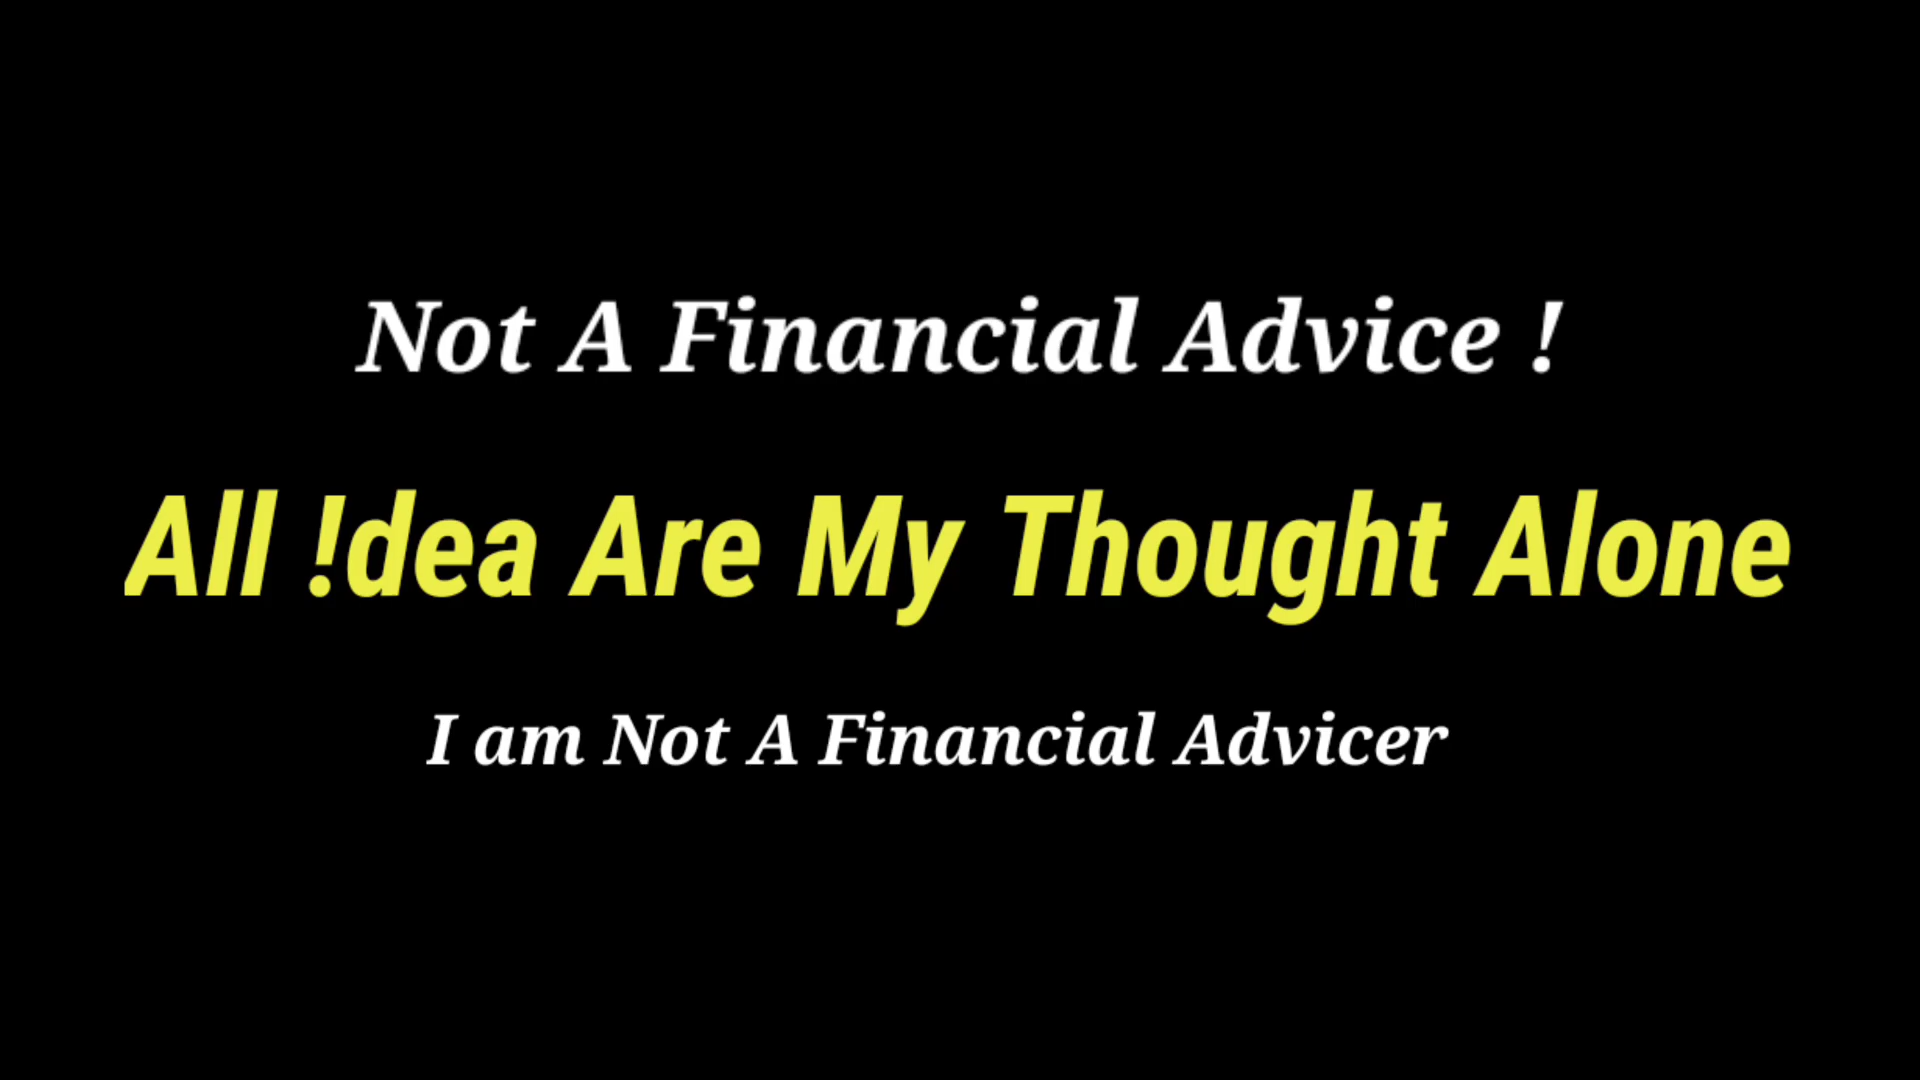 Not A Financial Advice !
All !dea Are My Thought Alone
I am Not A Financial Advicer